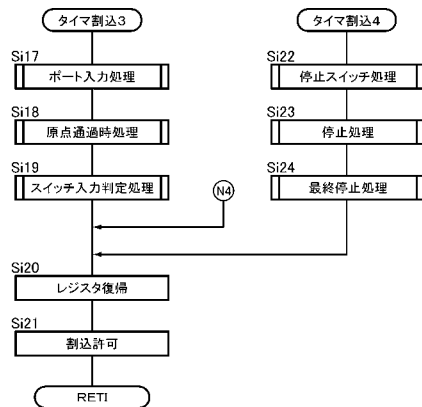 タイマ割込3
Si17
ポート入力処理
Si18
原点通過時処理
Si19
スイッチ入力判定処理
N4
Si20
レジスタ復帰
Si21
割込許可
RETI
タイマ割込4
Si22
停止スイッチ処理
Si23
停止処理
Si24
最終停止処理